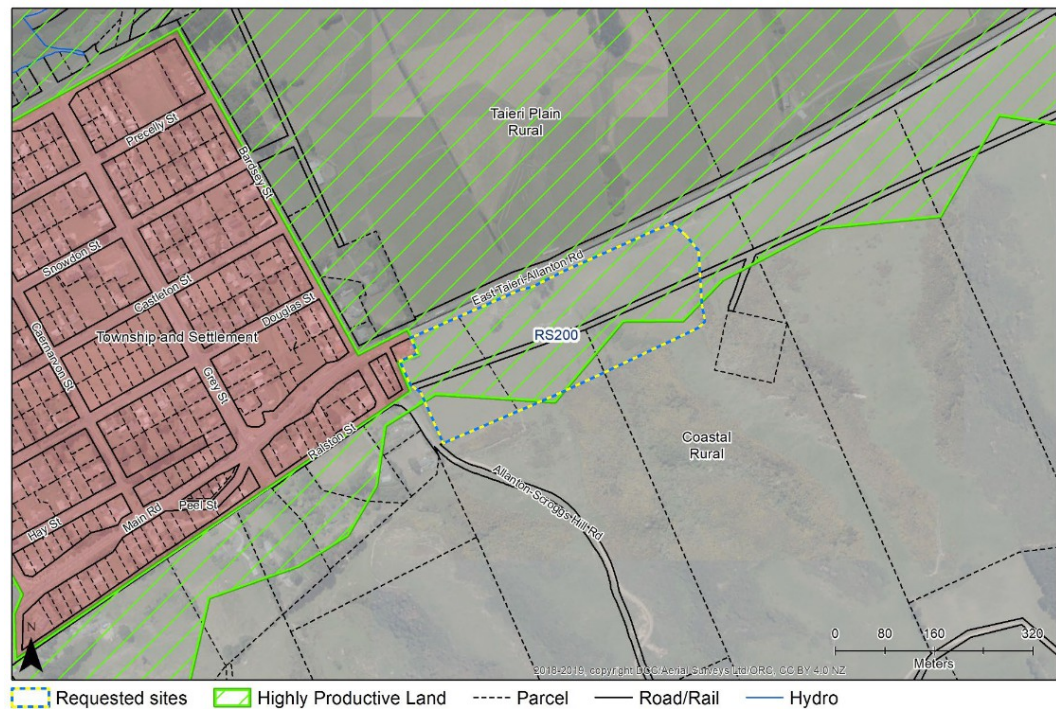 Taieri Plain
Rural
Precelly St
Bardsey St
Snowdon St
Castleton St
Douglas St
East Taieri-Allanton Rd
Township and Settlement
RS200
Caernarvon St
Grey St
Ralston St
Coastal
Rural
Allanton-Scroggs Hill Rd
Peel St
Main Rd
Hay St
N
0 80 160 320
Meters
2018-2019, copyright DCC/Aerial Surveys Ltd/ORC, CC BY 4.0 NZ
Requested sites Highly Productive Land Parcel Road/Rail Hydro